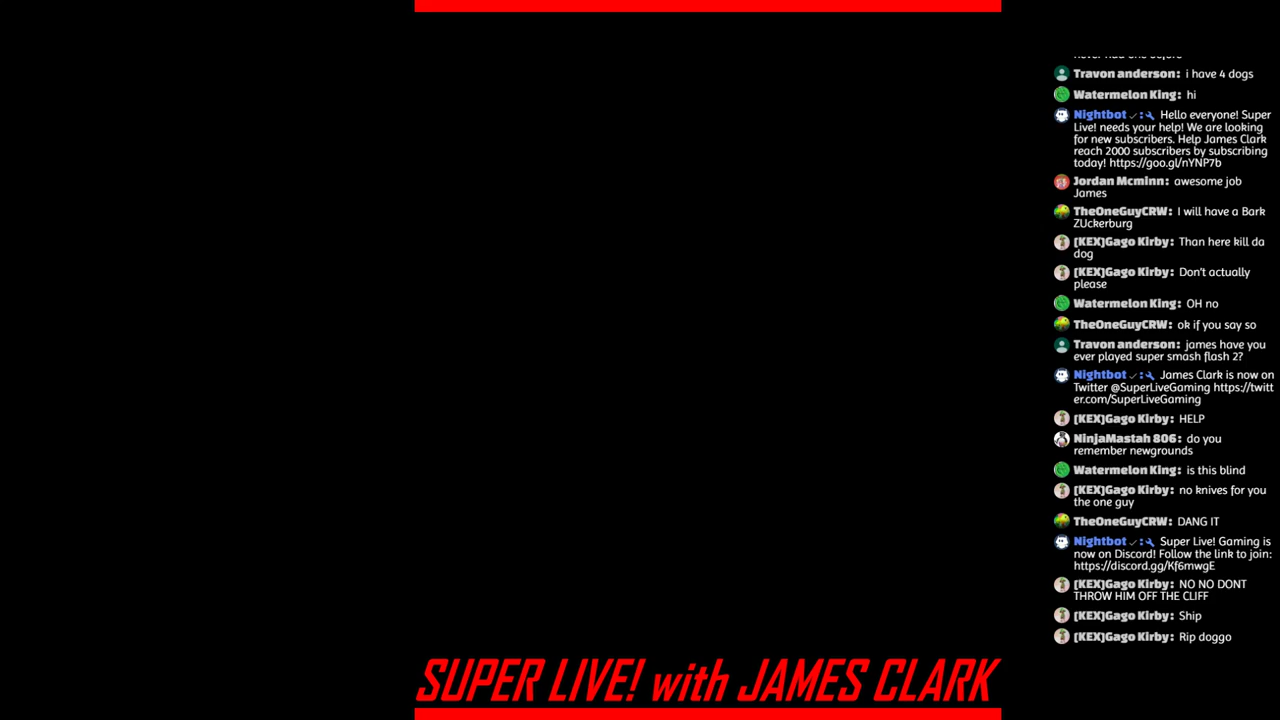 Travon anderson: i have 4 dogs
Watermelon King: hi
Nightbot: Hello everyone! Super
Live! needs your help! We are looking
for new subscribers. Help James Clark
reach 2000 subscribers by subscribing
today! https://goo.gl/nYNP7b
Jordan Mcminn: awesome job
James
TheOneGuyCRW: I will have a Bark
ZUckerburg
[KEX]Gago Kirby: Than here kill da
dog
[KEX]Gago Kirby: Don't actually
please
Watermelon King: OH no
TheOneGuyCRW: ok if you say so
Travon anderson: james have you
ever played super smash flash 2?
Nightbot: James Clark is now on
Twitter @SuperLiveGaming https://twitt
er.com/SuperLiveGaming
[KEX]Gago Kirby: HELP
NinjaMastah 806: do you
remember newgrounds
Watermelon King: is this blind
[KEX]Gago Kirby: no knives for you
the one guy
TheOneGuyCRW: DANG IT
Nightbot: Super Live! Gaming is
now on Discord! Follow the link to join:
https://discord.gg/Kf6mwgE
[KEX]Gago Kirby: NO NO DONT
THROW HIM OFF THE CLIFF
[KEX]Gago Kirby: Ship
[KEX]Gago Kirby: Rip doggo
SUPER LIVE! with JAMES CLARK